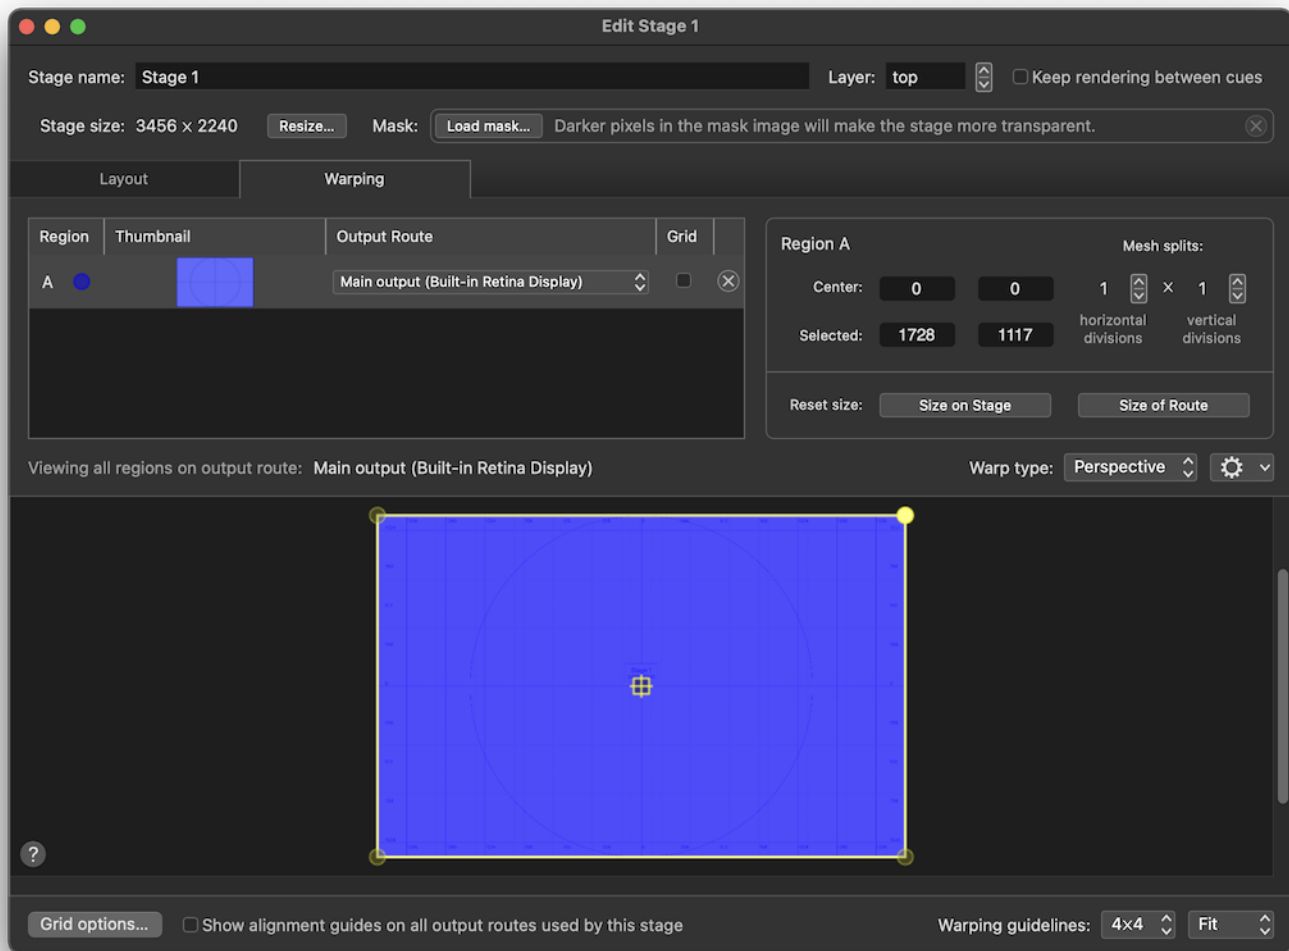 Edit Stage 1
Stage name: Stage 1 Layer: top Keep rendering between cues
Stage size: 3456 × 2240 Resize... Mask: Load mask... Darker pixels in the mask image will make the stage more transparent.
Layout Warping
Region Thumbnail Output Route Grid
A Main output (Built-in Retina Display)
Region A Mesh splits:
Center: 0 0 1 × 1
horizontal divisions vertical divisions
Selected: 1728 1117
Reset size: Size on Stage Size of Route
Viewing all regions on output route: Main output (Built-in Retina Display) Warp type: Perspective
Stage 1
?
Grid options... Show alignment guides on all output routes used by this stage Warping guidelines: 4×4 Fit